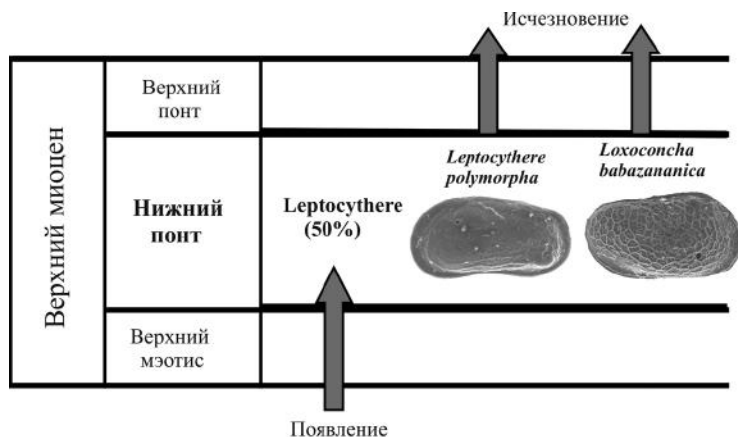 Исчезновение
Верхний миоцен
Верхний
понт
Нижний
понт
Leptocythere
(50%)
Leptocythere
polymorpha
Loxoconcha
babazananica
Верхний
мэотис
Появление